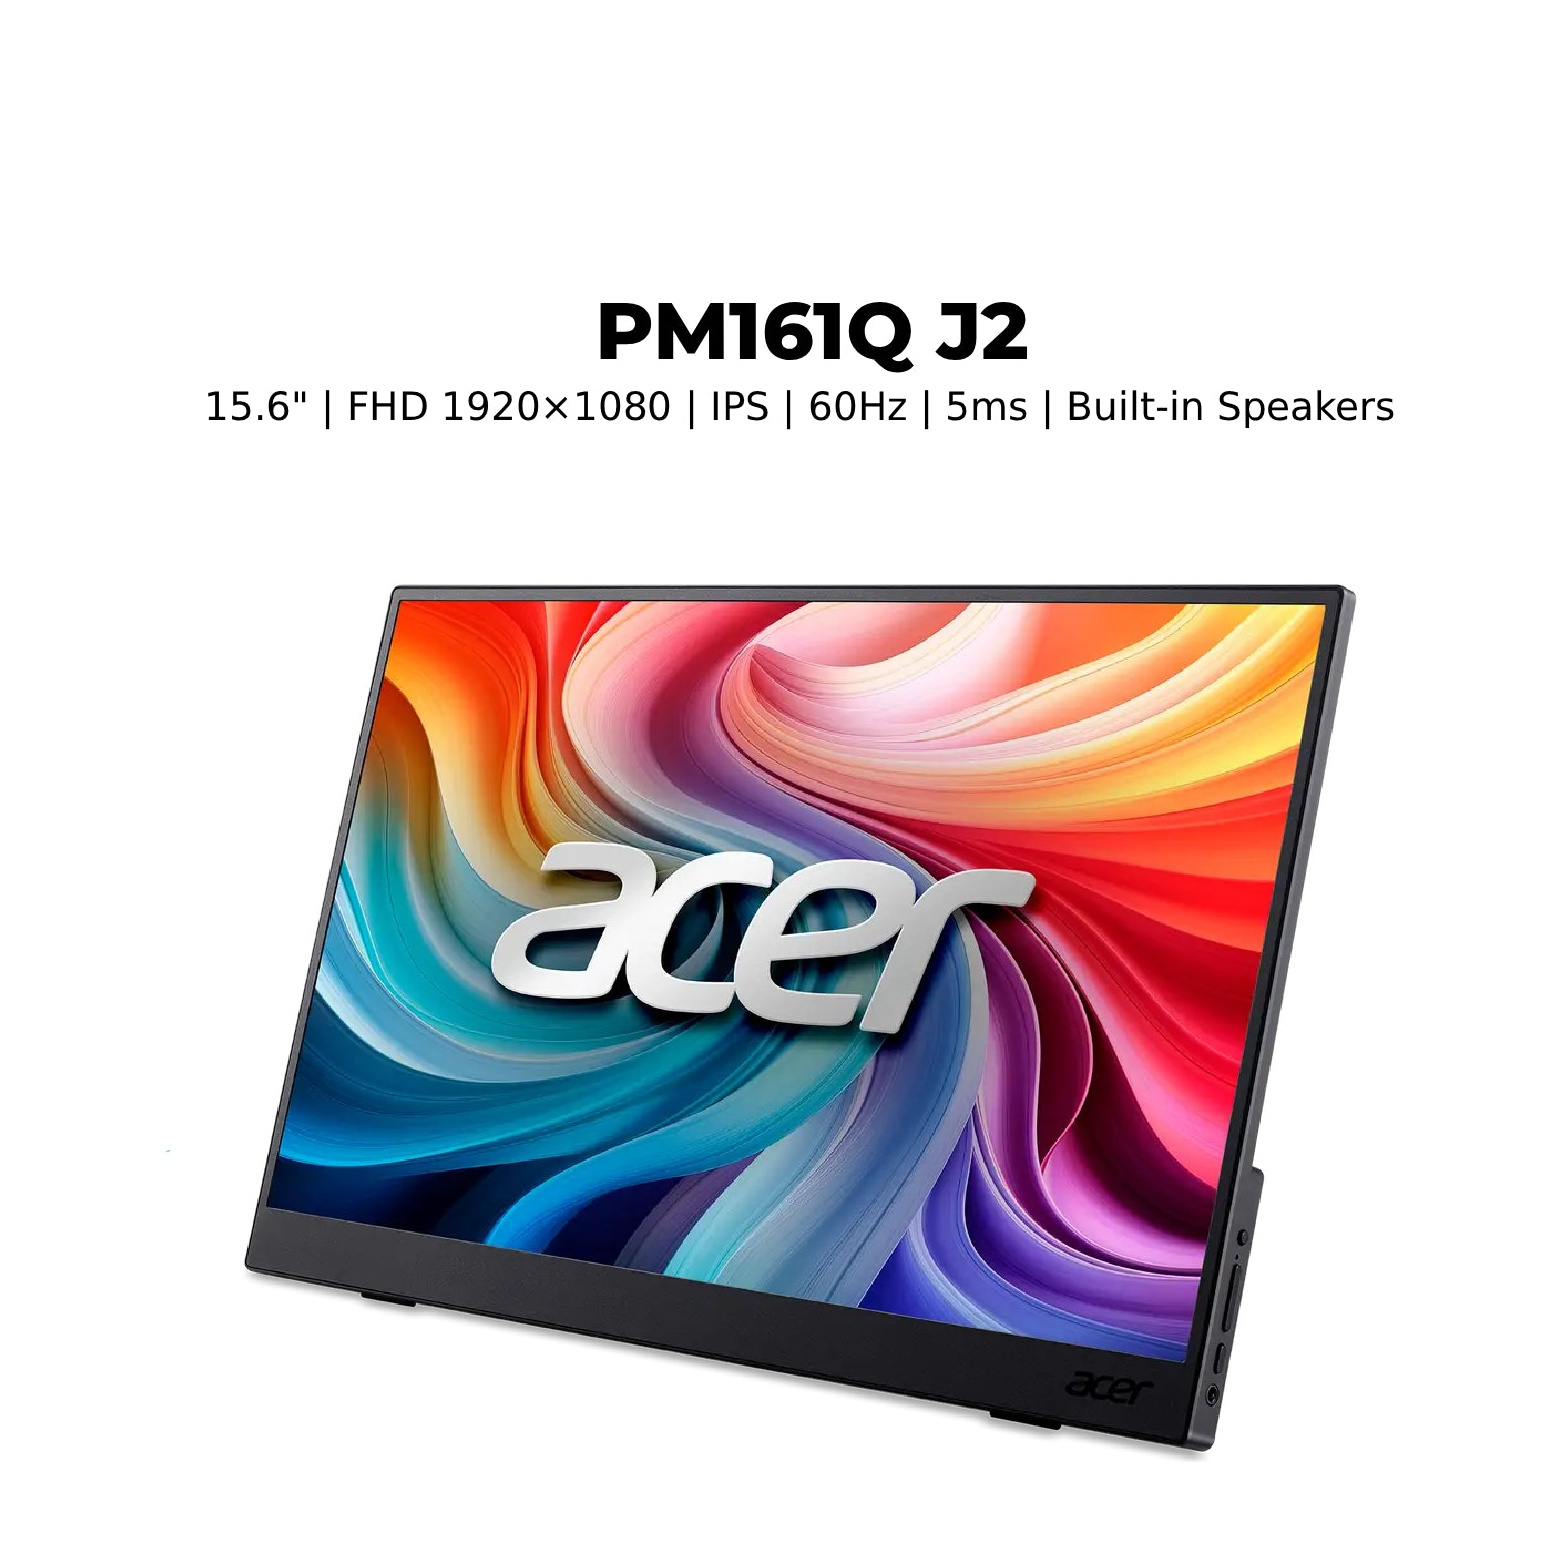 PM161Q J2
15.6" | FHD 1920×1080 | IPS | 60Hz | 5ms | Built-in Speakers
acer
acer